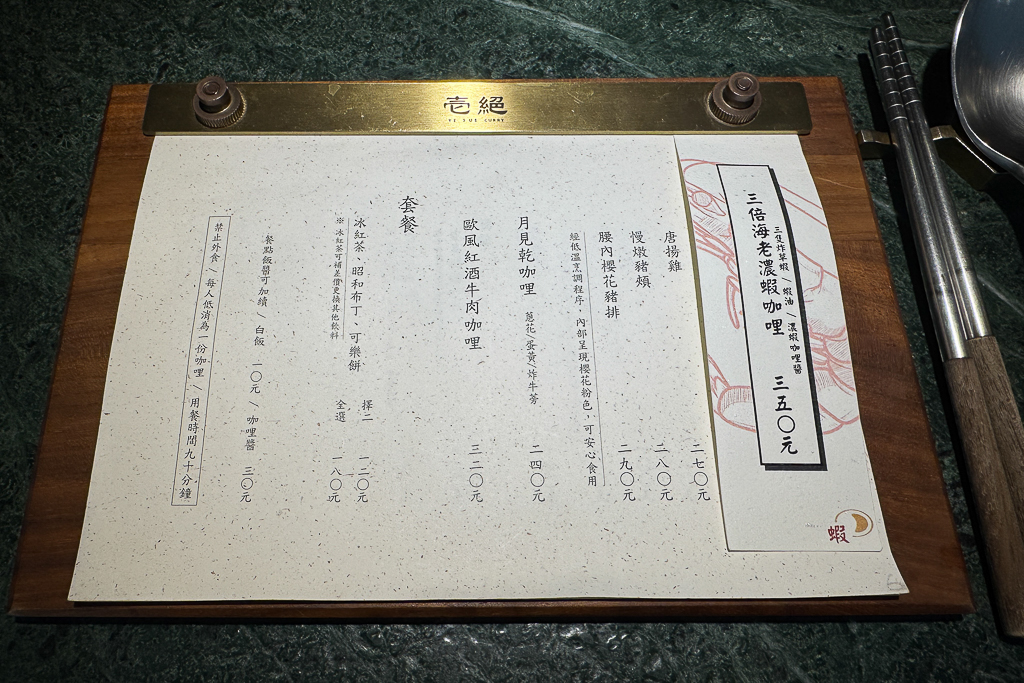 壹絕
YI JUE CURRY
三倍海老濃蝦咖哩 三五〇元
三隻炸草蝦/蝦油/濃蝦咖哩醬
蝦
唐揚雞 二七〇元
慢燉豬頰 二八〇元
腰內櫻花豬排 二九〇元
經低溫烹調程序，內部呈現櫻花粉色，可安心食用
月見乾咖哩 蔥花/蛋黃/炸牛蒡 二四〇元
歐風紅酒牛肉咖哩 三二〇元
套餐
冰紅茶、昭和布丁、可樂餅 擇二 一二〇元
※ 冰紅茶可補差價更換其他飲料 全選 一八〇元
餐點飯醬可加續/白飯 一〇元/咖哩醬 三〇元
禁止外食/每人低消為一份咖哩/用餐時間九十分鐘